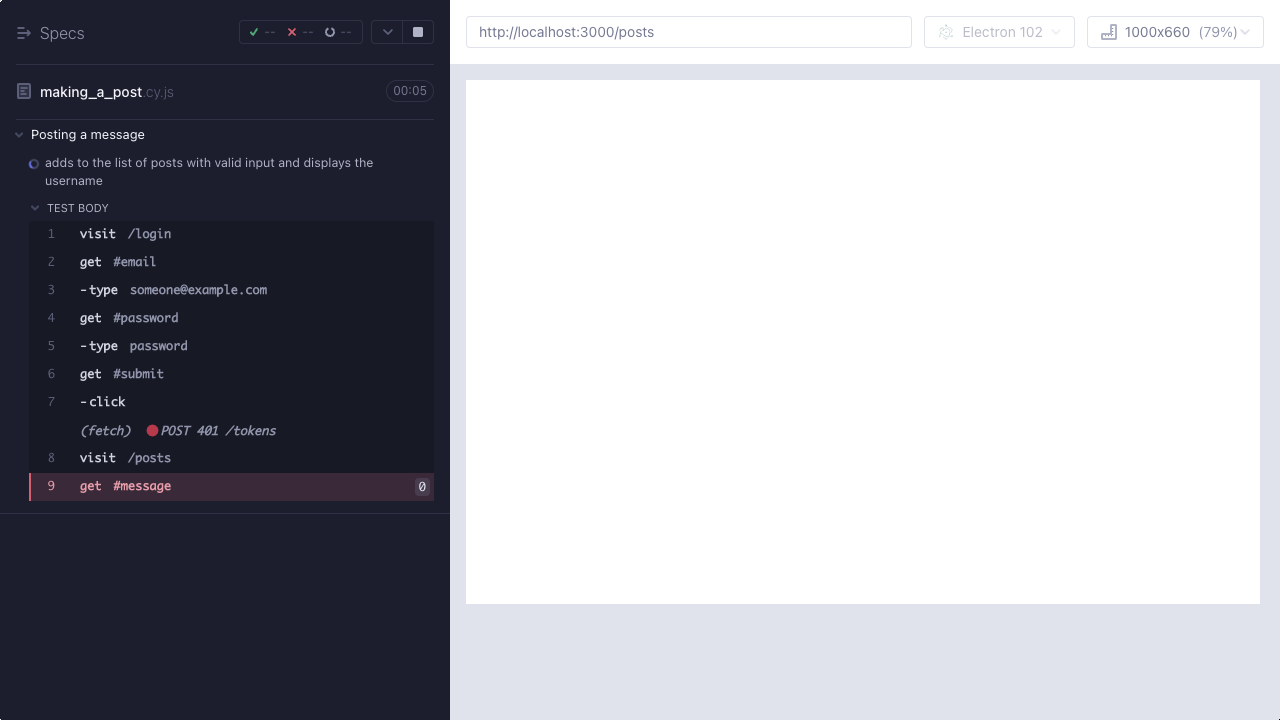 Specs
-- -- --
making_a_post.cy.js 00:05
Posting a message
adds to the list of posts with valid input and displays the
username
TEST BODY
1 visit /login
2 get #email
3 -type someone@example.com
4 get #password
5 -type password
6 get #submit
7 -click
(fetch) POST 401 /tokens
8 visit /posts
9 get #message 0
http://localhost:3000/posts
Electron 102
1000x660 (79%)